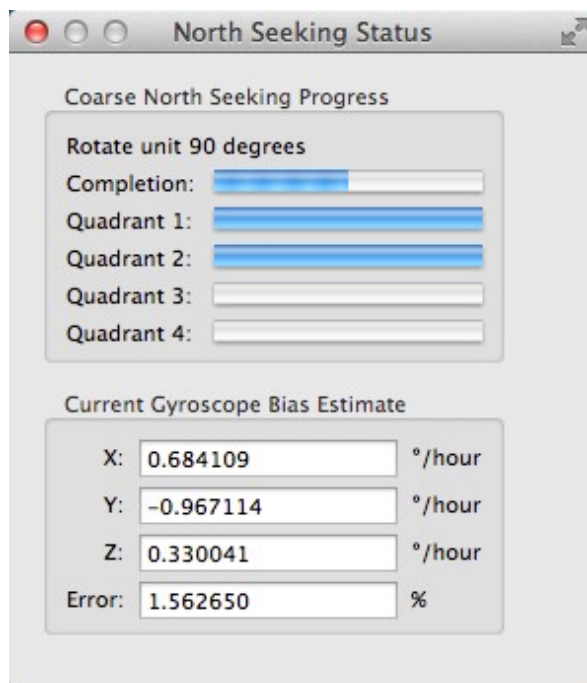 North Seeking Status
Coarse North Seeking Progress
Rotate unit 90 degrees
Completion:
Quadrant 1:
Quadrant 2:
Quadrant 3:
Quadrant 4:
Current Gyroscope Bias Estimate
X: 0.684109 °/hour
Y: -0.967114 °/hour
Z: 0.330041 °/hour
Error: 1.562650 %